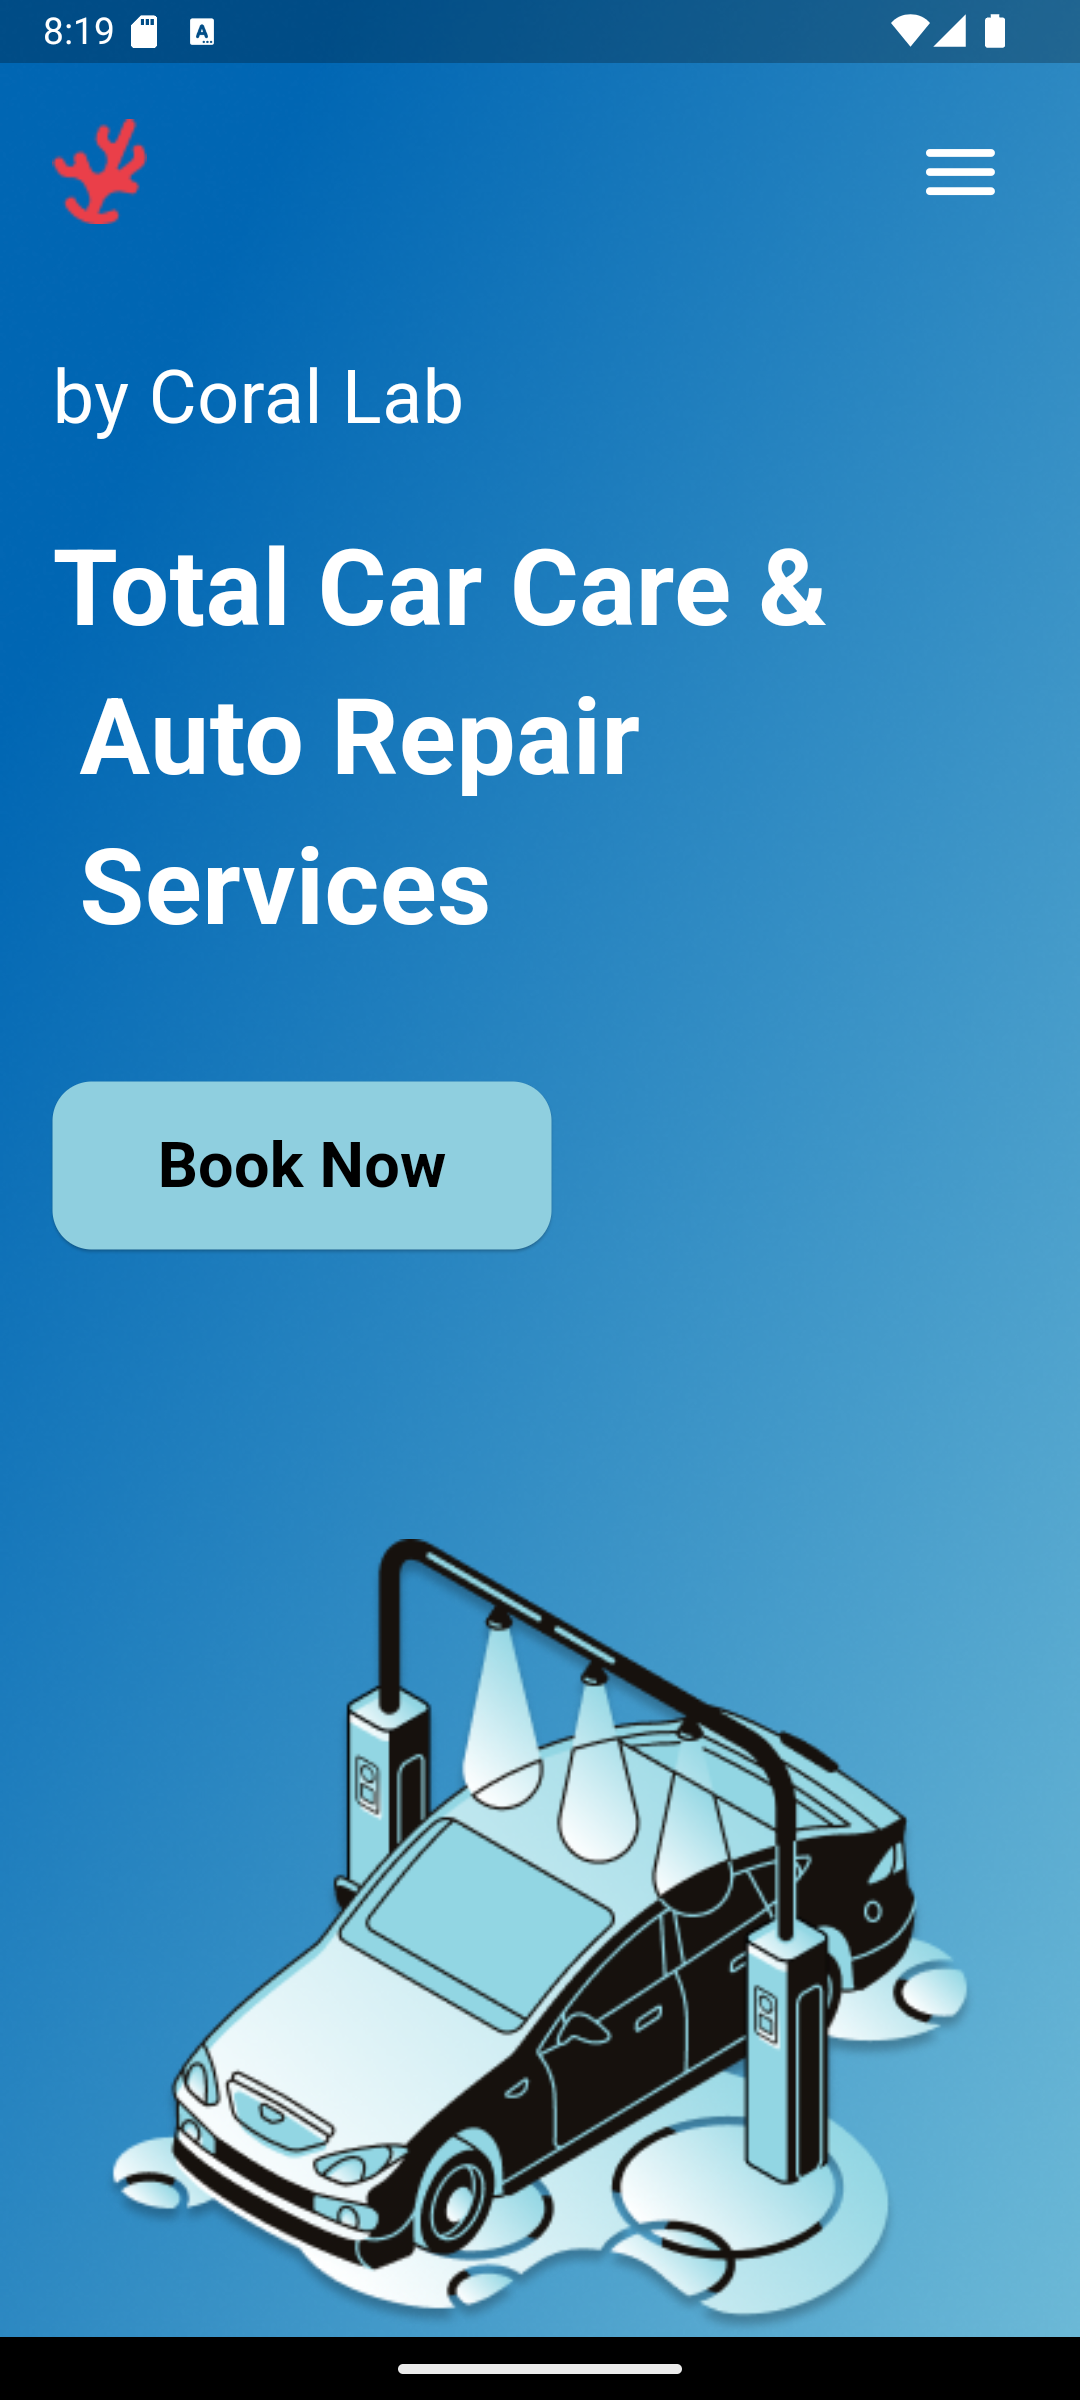 8:19
by Coral Lab
Total Car Care &
Auto Repair
Services
Book Now